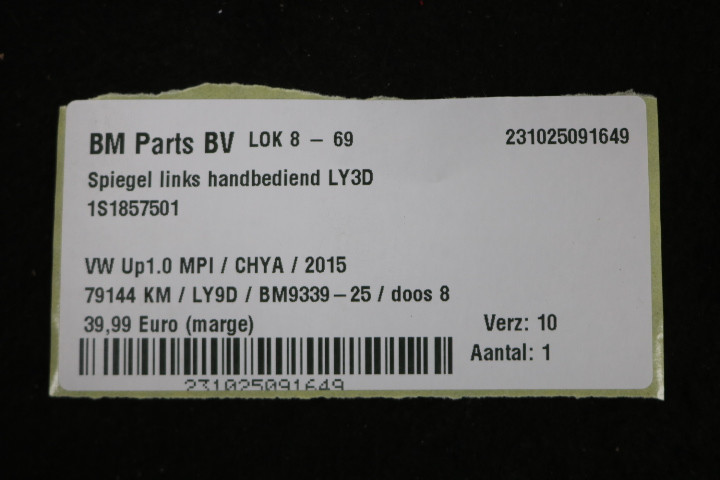 BM Parts BV LOK 8 – 69 231025091649
Spiegel links handbediend LY3D
1S1857501
VW Up1.0 MPI / CHYA / 2015
79144 KM / LY9D / BM9339–25 / doos 8
39,99 Euro (marge) Verz: 10
Aantal: 1
231025091649